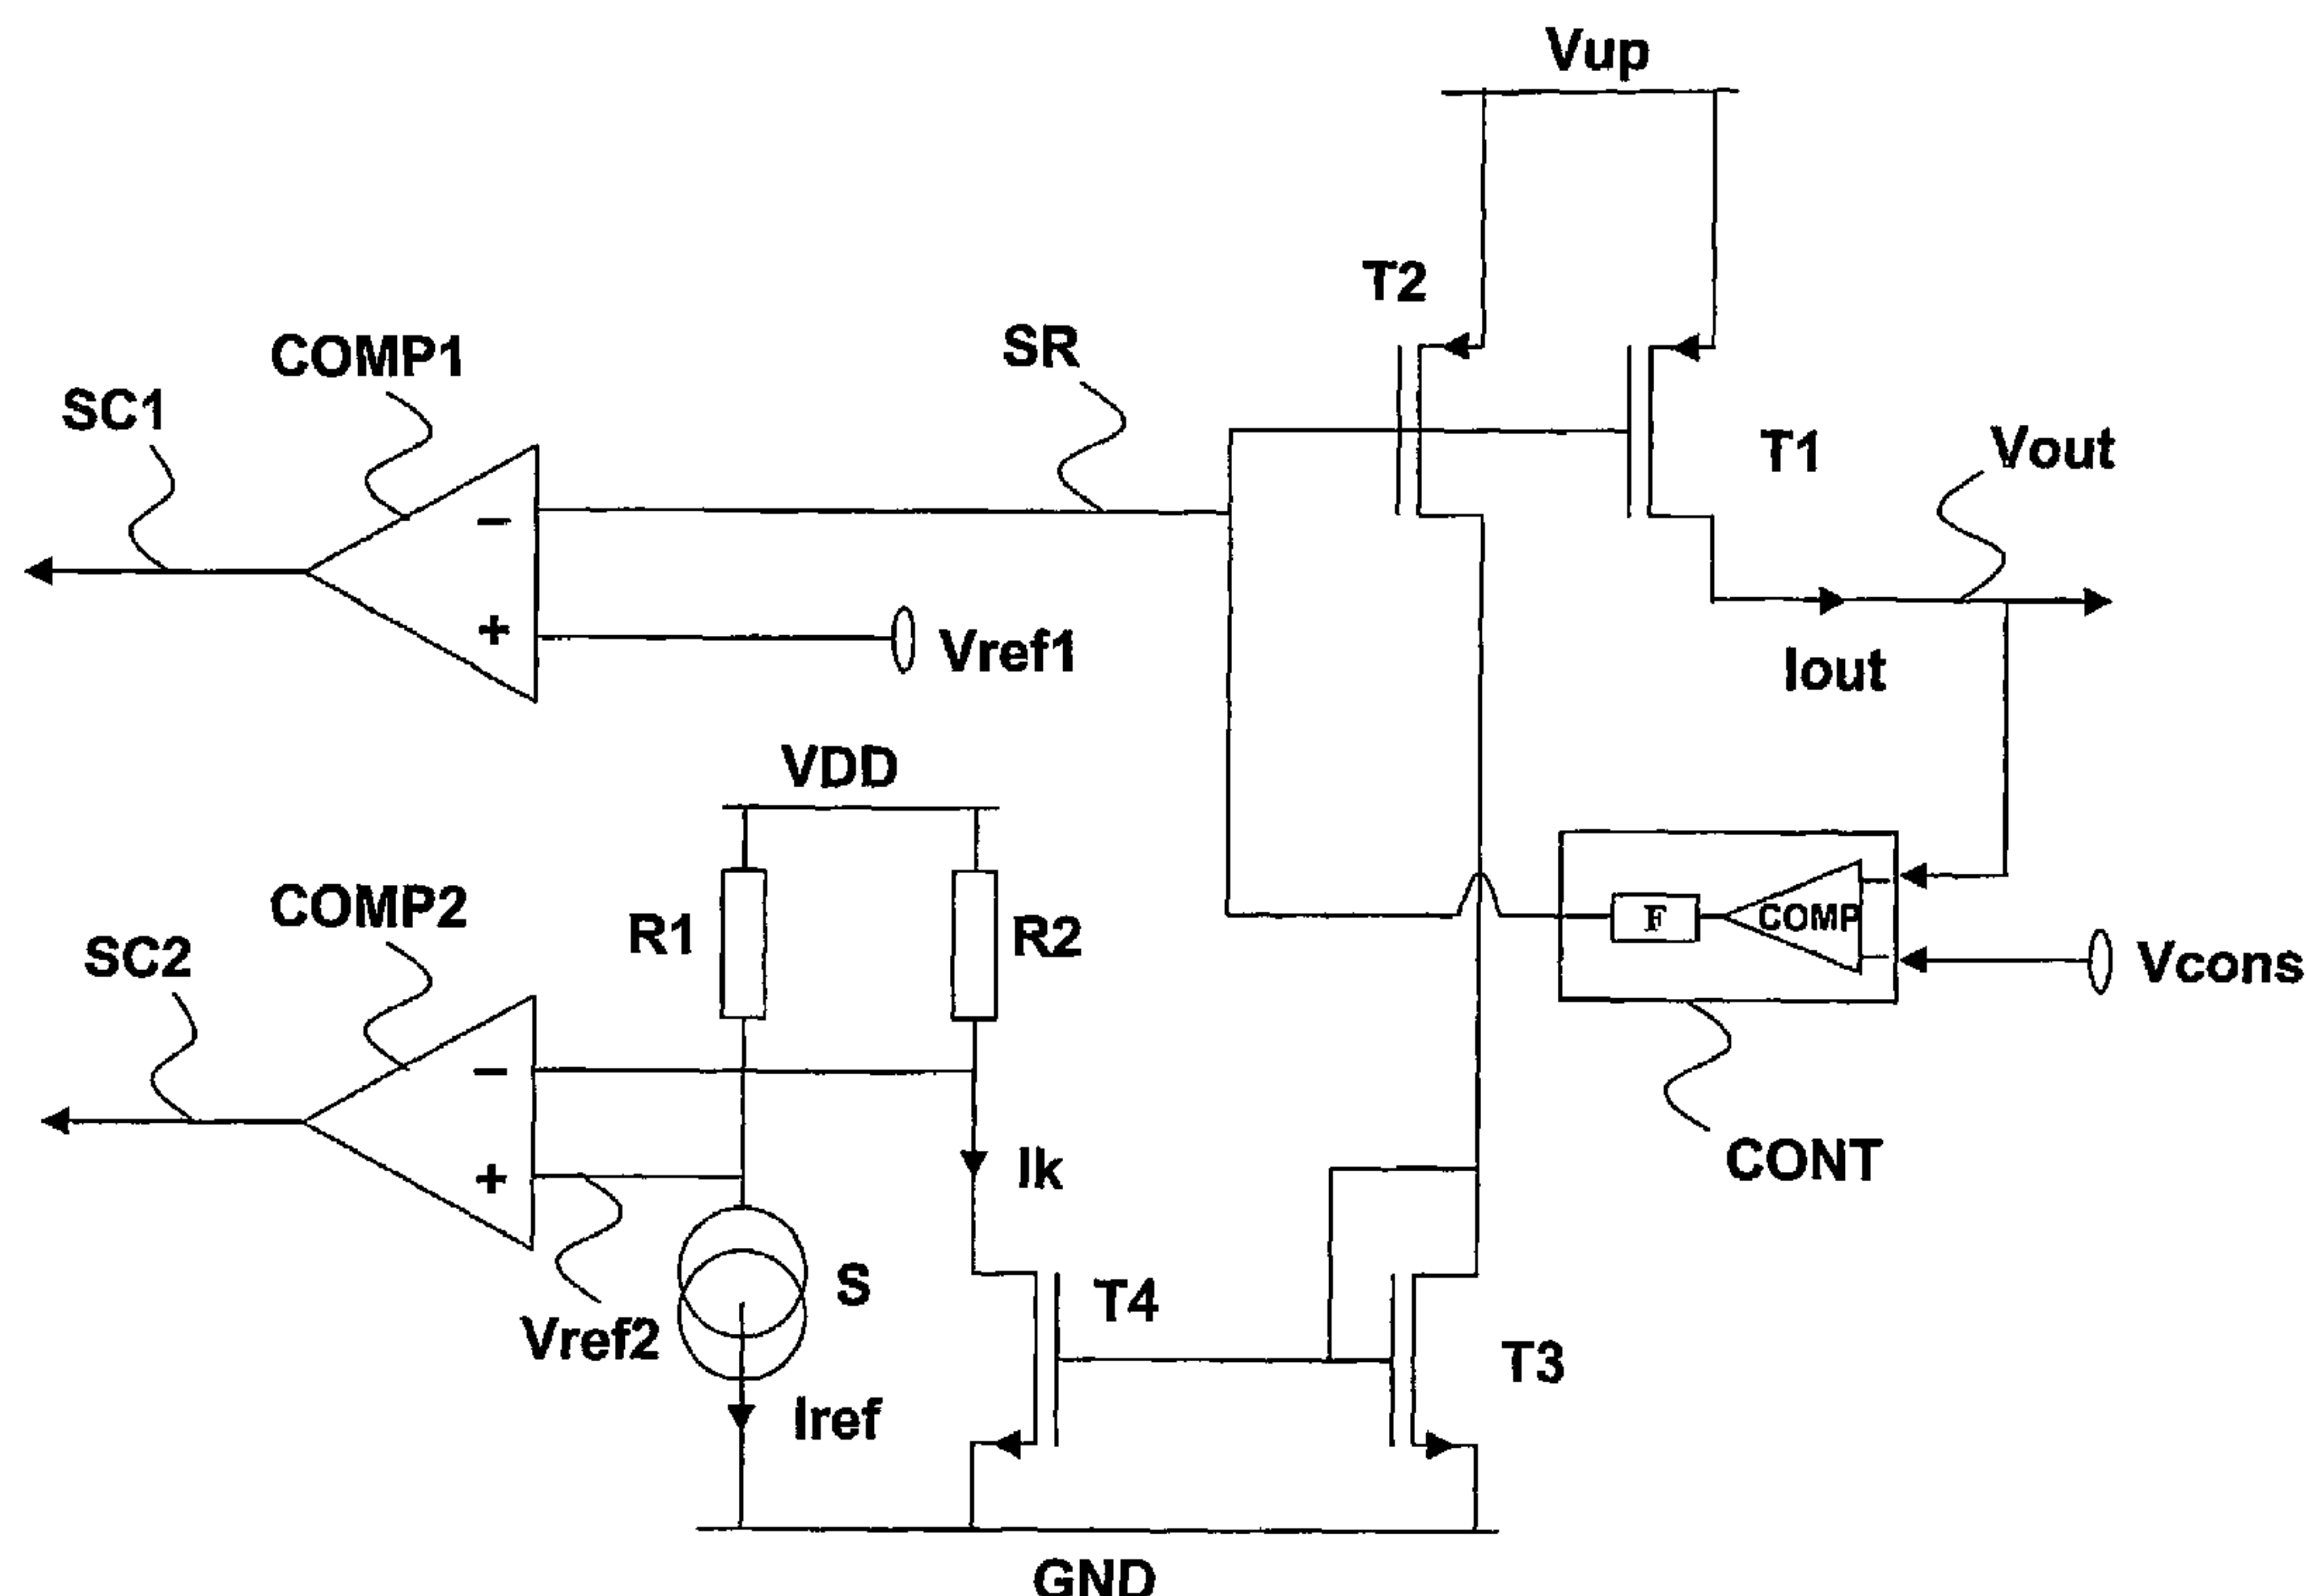 Vup
T2
SR
COMP1
SC1
T1
Vout
−
+
Vref1
Iout
VDD
COMP2
R1
R2
F
COMP
SC2
Vcons
−
+
Ik
CONT
S
T4
Vref2
T3
Iref
GND